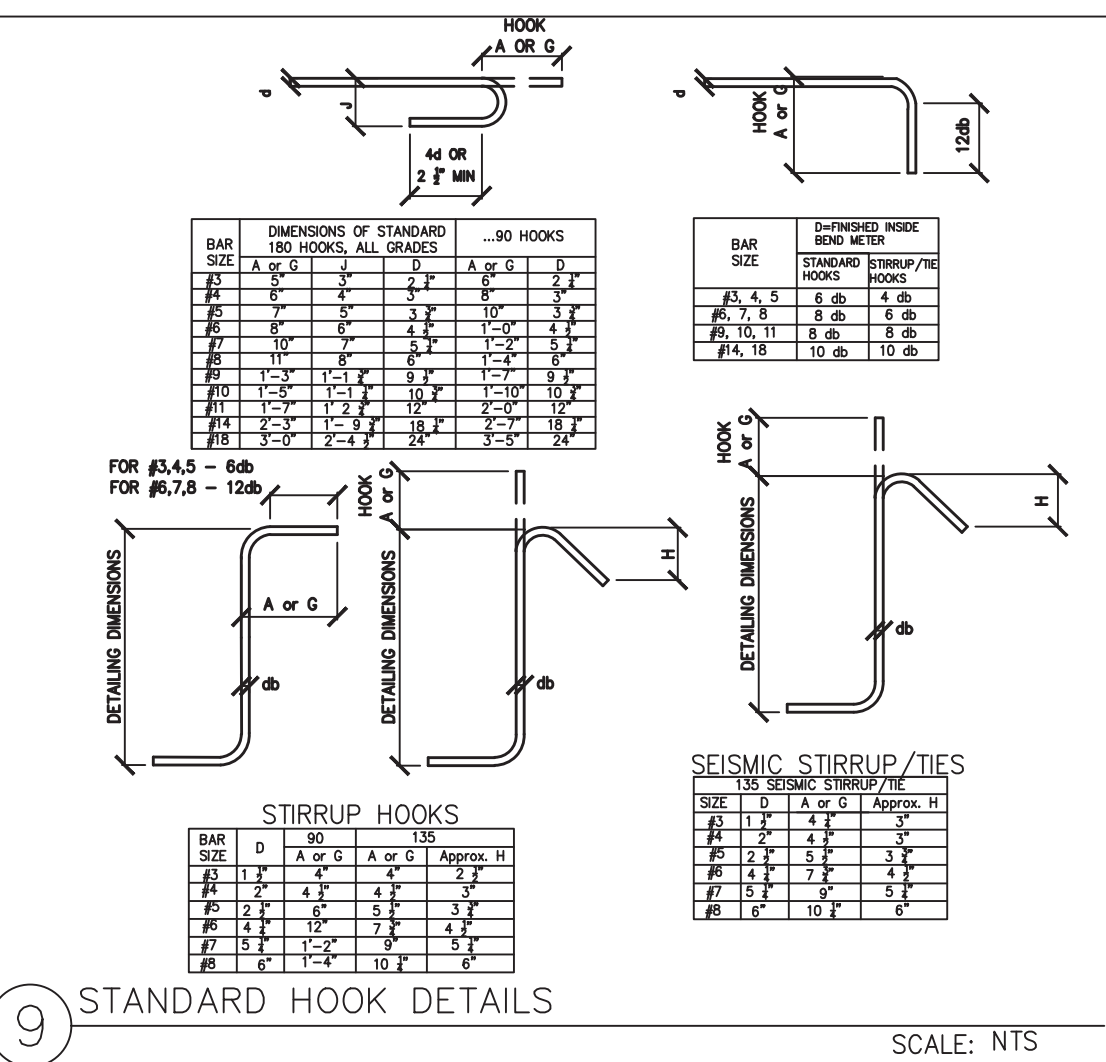 HOOK
A OR G
d
J
4d OR
2 ½" MIN
d
HOOK
A or G
12db
BAR SIZE | DIMENSIONS OF STANDARD 180 HOOKS, ALL GRADES | ...90 HOOKS
A or G | J | D | A or G | D
#3 | 5" | 3" | 2 ¼" | 6" | 2 ¼"
#4 | 6" | 4" | 3" | 8" | 3"
#5 | 7" | 5" | 3 ¾" | 10" | 3 ¾"
#6 | 8" | 6" | 4 ½" | 1'-0" | 4 ½"
#7 | 10" | 7" | 5 ¼" | 1'-2" | 5 ¼"
#8 | 11" | 8" | 6" | 1'-4" | 6"
#9 | 1'-3" | 1'-1 | 9 ½" | 1'-7" | 9 ½"
#10 | 1'-5" | 1'-1 | 10 ¾" | 1'-10" | 10 ¾"
#11 | 1'-7" | 1' 2 ¾" | 12" | 2'-0" | 12"
#14 | 2'-3" | 1'- 9 ¾" | 18 ¼" | 2'-7" | 18 ¼"
#18 | 3'-0" | 2'-4 ½" | 24" | 3'-5" | 24"
BAR SIZE | D=FINISHED INSIDE BEND METER
STANDARD HOOKS | STIRRUP/TIE HOOKS
#3, 4, 5 | 6 db | 4 db
#6, 7, 8 | 8 db | 6 db
#9, 10, 11 | 8 db | 8 db
#14, 18 | 10 db | 10 db
FOR #3,4,5 - 6db
FOR #6,7,8 - 12db
DETAILING DIMENSIONS
A or G
db
HOOK
A or G
DETAILING DIMENSIONS
H
db
HOOK
A or G
DETAILING DIMENSIONS
H
db
STIRRUP HOOKS
BAR SIZE | D | 90 | 135
A or G | A or G | Approx. H
#3 | 1 ½" | 4" | 4" | 2 ½"
#4 | 2" | 4 ½" | 4 ½" | 3"
#5 | 2 ½" | 6" | 5 ½" | 3 ¾"
#6 | 4 ½" | 12" | 7 ¾" | 4 ½"
#7 | 5 ¼" | 1'-2" | 9" | 5 ¼"
#8 | 6" | 1'-4" | 10 ¼" | 6"
SEISMIC STIRRUP/TIES
135 SEISMIC STIRRUP/TIE
SIZE | D | A or G | Approx. H
#3 | 1 ½" | 4 ¼" | 3"
#4 | 2" | 4 ½" | 3"
#5 | 2 ½" | 5 ½" | 3 ¾"
#6 | 4 ½" | 7 ¾" | 4 ½"
#7 | 5 ¼" | 9" | 5 ¼"
#8 | 6" | 10 ¼" | 6"
9
STANDARD HOOK DETAILS
SCALE: NTS